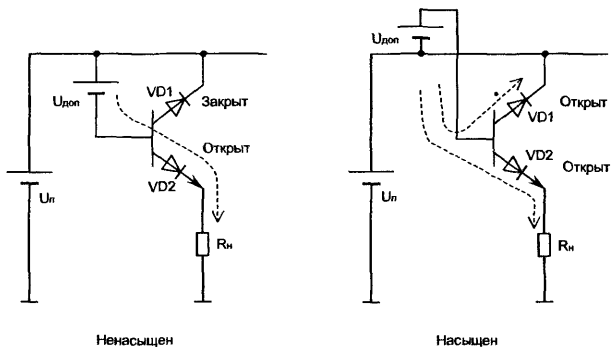 Uдоп
VD1
Закрыт
Открыт
VD2
Uп
Rн
Ненасыщен
Uдоп
Открыт
VD1
VD2
Открыт
Uп
Rн
Насыщен